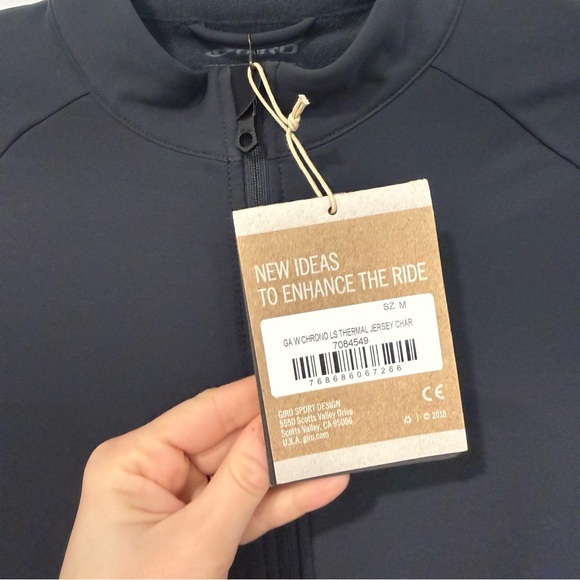 GIRO
NEW IDEAS
TO ENHANCE THE RIDE
SZ: M
GA W CHRONO LS THERMAL JERSEY CHAR
7084549
768686067266
GIRO SPORT DESIGN
5550 Scotts Valley Drive
Scotts Valley, CA 95066
U.S.A. giro.com
CE
© 2015